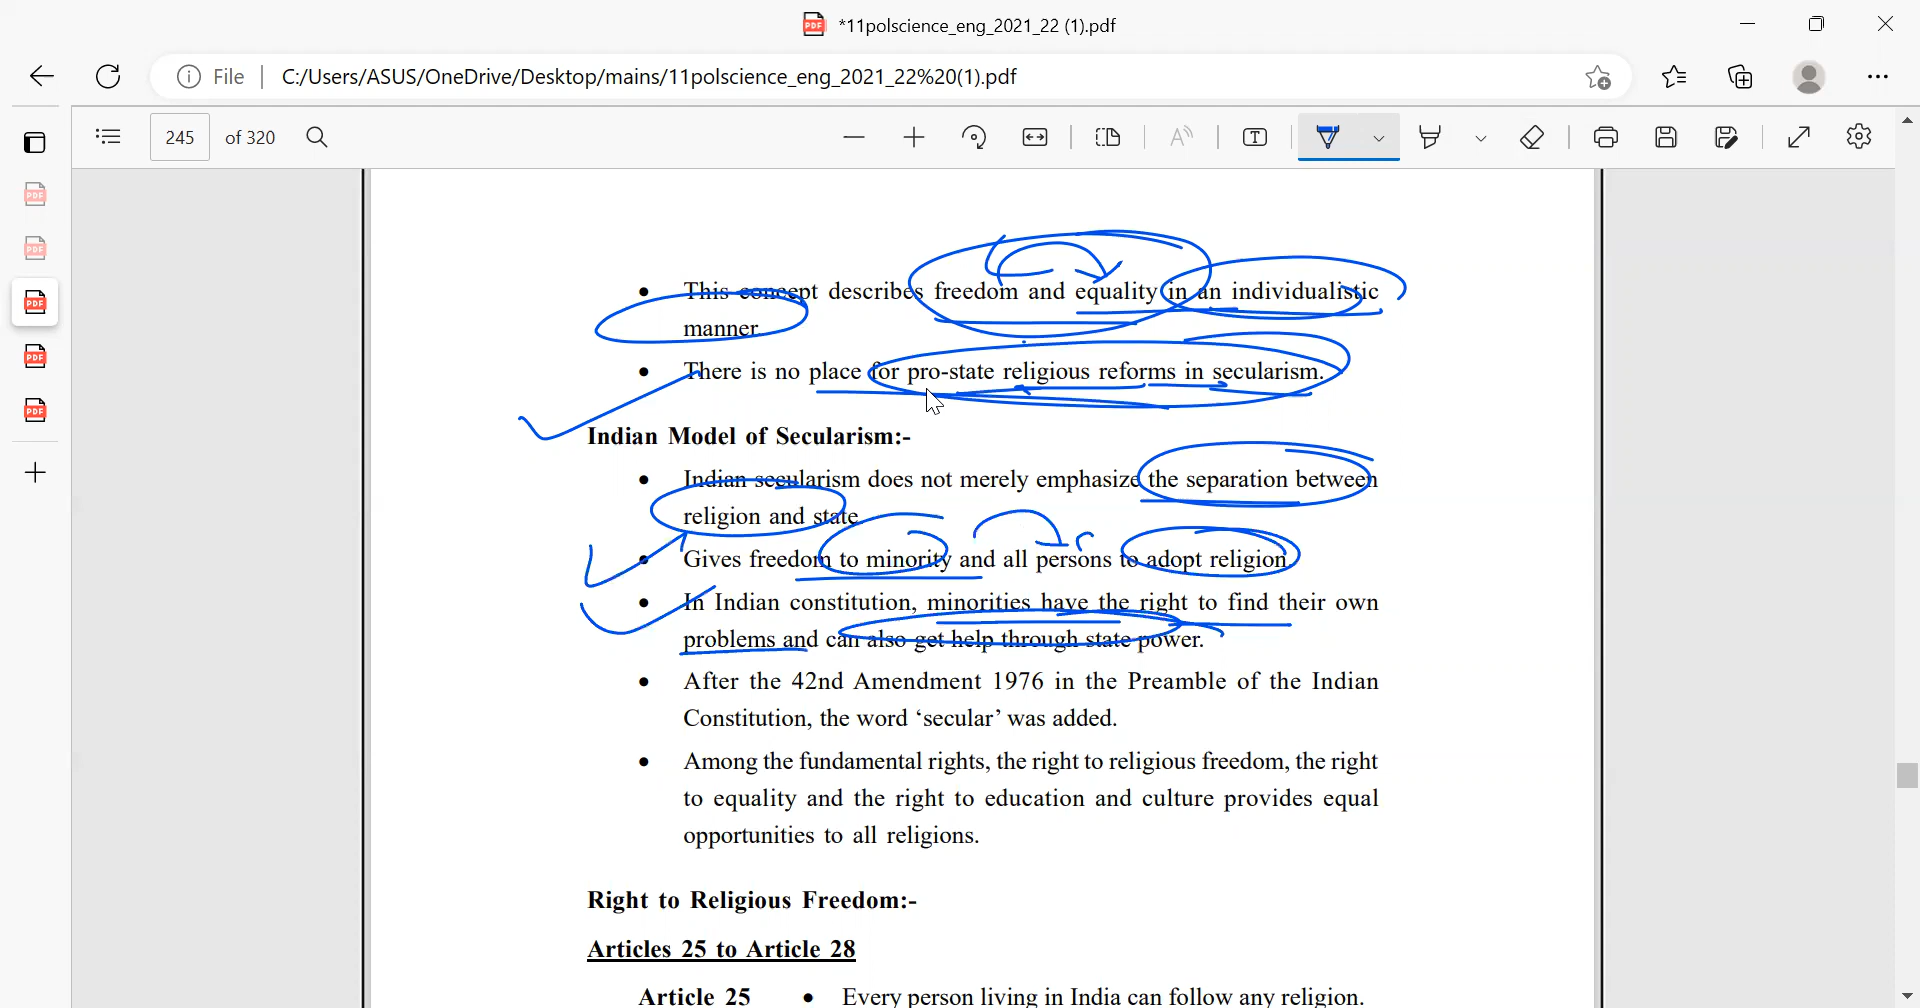 *11polscience_eng_2021_22 (1).pdf
File C:/Users/ASUS/OneDrive/Desktop/mains/11polscience_eng_2021_22%20(1).pdf
245 of 320
• This concept describes freedom and equality in an individualistic
manner.
• There is no place for pro-state religious reforms in secularism.
Indian Model of Secularism:-
• Indian secularism does not merely emphasize the separation between
religion and state.
• Gives freedom to minority and all persons to adopt religion.
• In Indian constitution, minorities have the right to find their own
problems and can also get help through state power.
• After the 42nd Amendment 1976 in the Preamble of the Indian
Constitution, the word ‘secular’ was added.
• Among the fundamental rights, the right to religious freedom, the right
to equality and the right to education and culture provides equal
opportunities to all religions.
Right to Religious Freedom:-
Articles 25 to Article 28
Article 25 • Every person living in India can follow any religion.